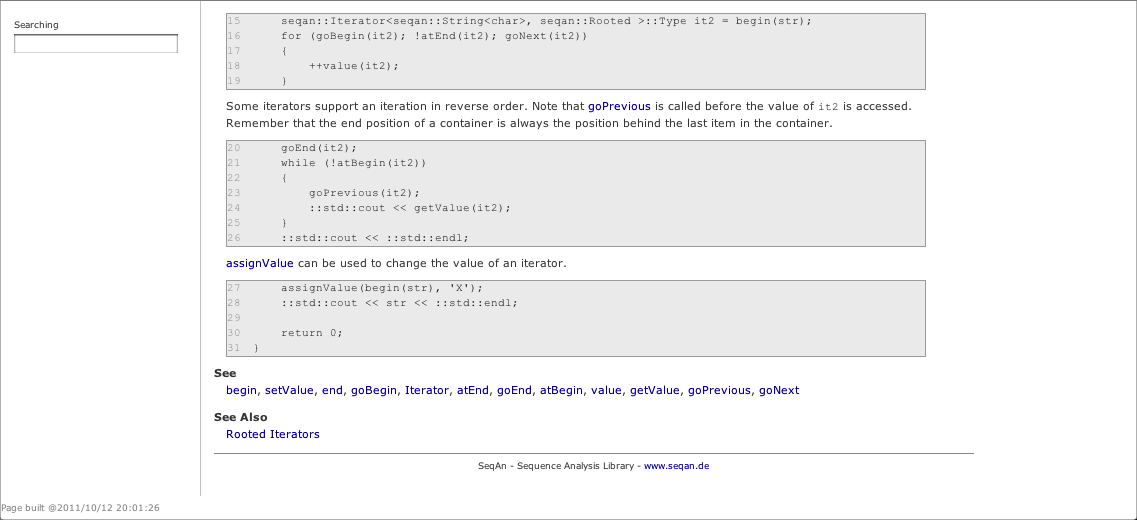 Searching
15 seqan::Iterator<seqan::String<char>, seqan::Rooted >::Type it2 = begin(str);
16 for (goBegin(it2); !atEnd(it2); goNext(it2))
17 {
18 ++value(it2);
19 }
Some iterators support an iteration in reverse order. Note that goPrevious is called before the value of it2 is accessed.
Remember that the end position of a container is always the position behind the last item in the container.
20 goEnd(it2);
21 while (!atBegin(it2))
22 {
23 goPrevious(it2);
24 ::std::cout << getValue(it2);
25 }
26 ::std::cout << ::std::endl;
assignValue can be used to change the value of an iterator.
27 assignValue(begin(str), 'X');
28 ::std::cout << str << ::std::endl;
29
30 return 0;
31 }
See
begin, setValue, end, goBegin, Iterator, atEnd, goEnd, atBegin, value, getValue, goPrevious, goNext
See Also
Rooted Iterators
SeqAn - Sequence Analysis Library - www.seqan.de
Page built @2011/10/12 20:01:26